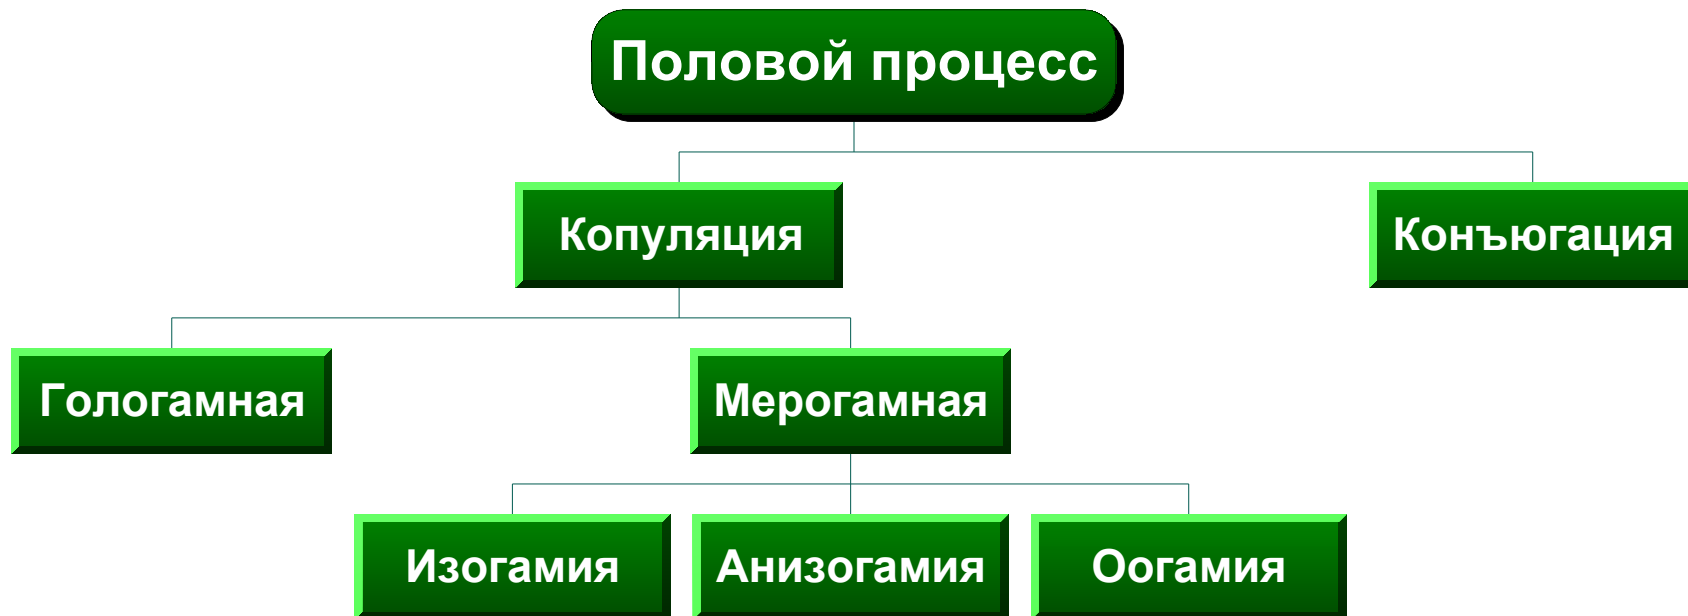 Половой процесс
Копуляция
Конъюгация
Гологамная
Мерогамная
Изогамия
Анизогамия
Оогамия